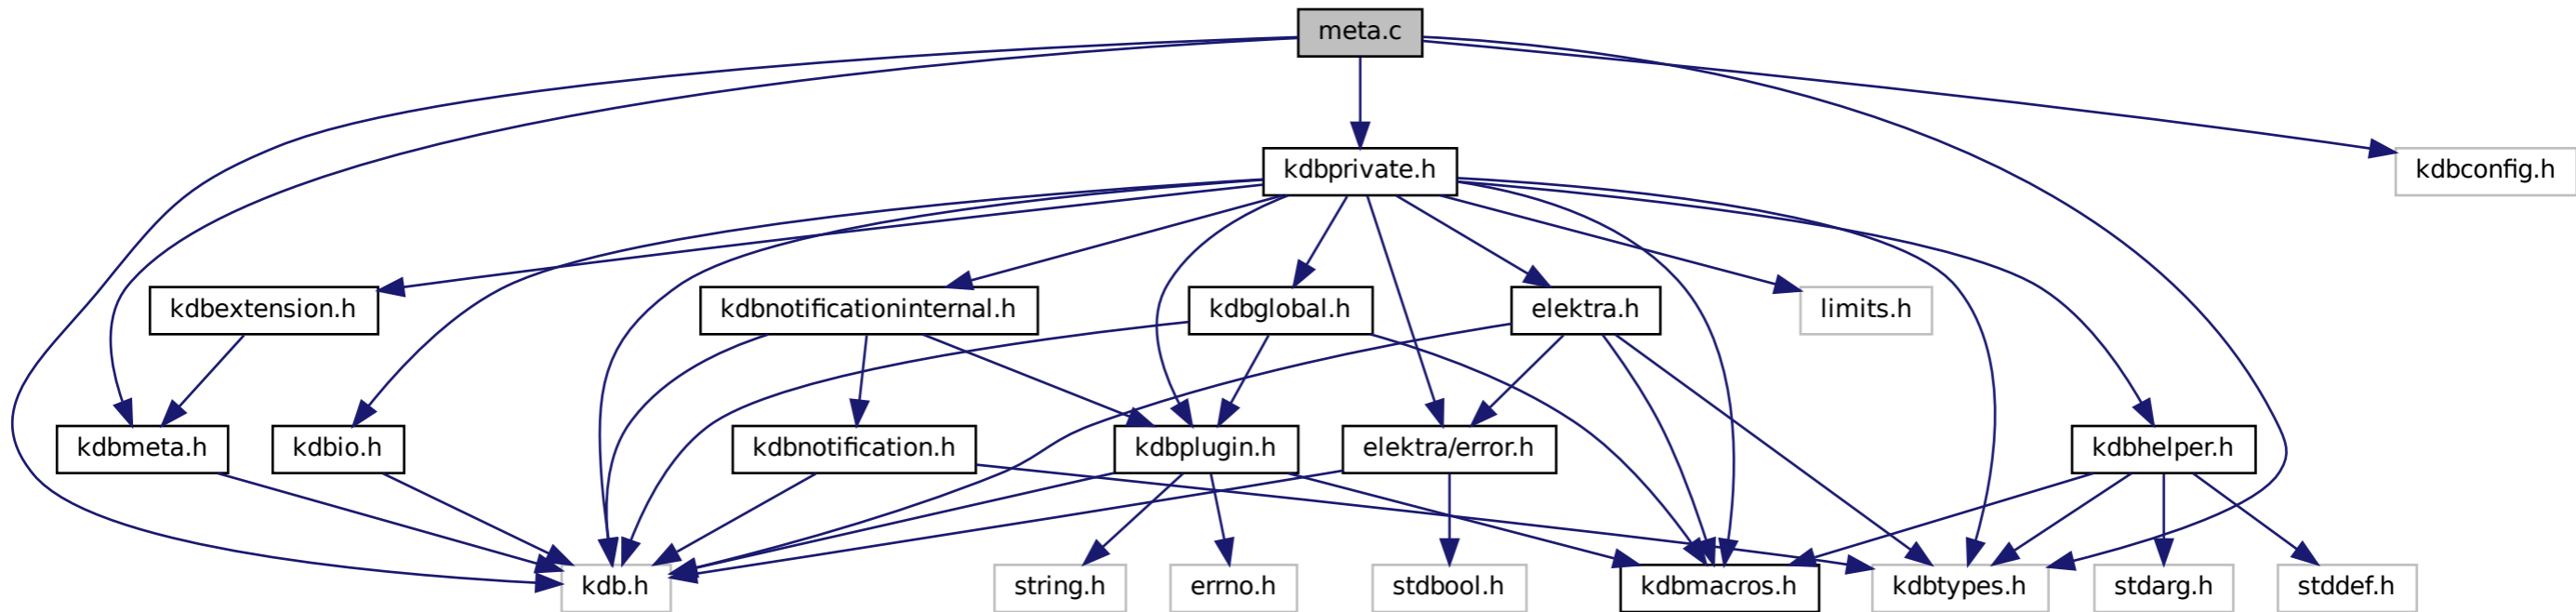 meta.c
kdbprivate.h
kdbconfig.h
kdbextension.h
kdbnotificationinternal.h
kdbglobal.h
elektra.h
limits.h
kdbmeta.h
kdbio.h
kdbnotification.h
kdbplugin.h
elektra/error.h
kdbhelper.h
kdb.h
string.h
errno.h
stdbool.h
kdbmacros.h
kdbtypes.h
stdarg.h
stddef.h